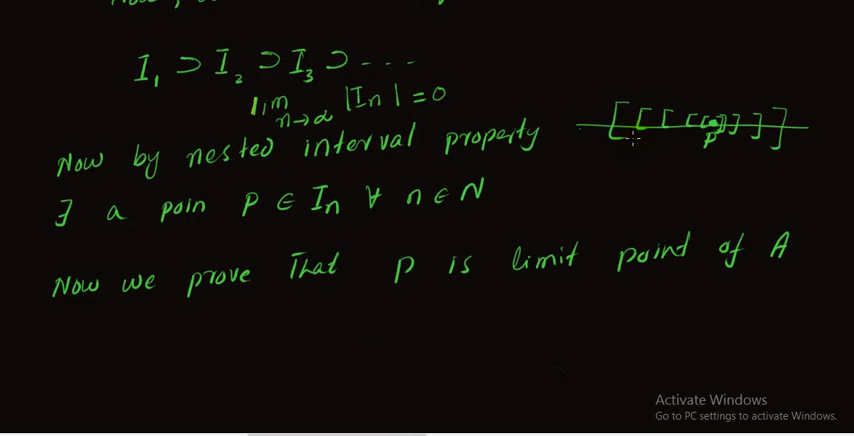 I₁ ⊃ I₂ ⊃ I₃ ⊃ - - - -
lim n→∞ |In| = 0
Now by nested interval property
[ [ [ [ [ ] ] ] ]
p
∃ a poin p ∈ In ∀ n ∈ N
Now we prove That p is limit point of A
Activate Windows
Go to PC settings to activate Windows.